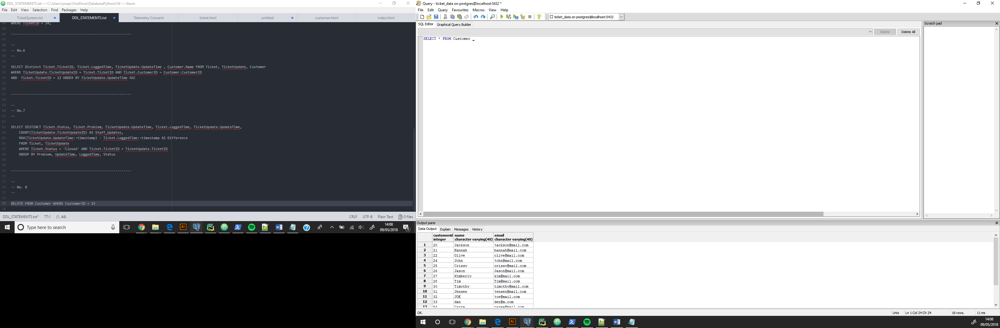 DDL_STATEMENTS.txt — C:\Users\josep\OneDrive\DatabasePythonCW — Atom
File Edit View Selection Find Packages Help
TicketSystem.txt DDL_STATEMENTS.txt Telemetry Consent ticket.html untitled customer.html index.html
44 WHERE TicketID = 14;
45
46 ------------------------------------------------------------
47
48 --
49 -- No.6
50 --
51
52 SELECT Distinct Ticket.TicketID, Ticket.LoggedTime, TicketUpdate.UpdateTime , Customer.Name FROM Ticket, TicketUpdate, Customer
53 WHERE TicketUpdate.TicketUpdateID = Ticket.TicketID AND Ticket.CustomerID = Customer.CustomerID
54 AND  Ticket.TicketID = 12 ORDER BY TicketUpdate.UpdateTime ASC
55
56
57 ------------------------------------------------------------
58
59 --
60 -- No.7
61 --
62
63 SELECT DISTINCT Ticket.Status, Ticket.Problem, TicketUpdate.UpdateTime, Ticket.LoggedTime, TicketUpdate.UpdateTime,
64 COUNT(TicketUpdate.TicketUpdateID) AS Staff_Updates,
65 MAX(TicketUpdate.UpdateTime::timestamp) - Ticket.LoggedTime::timestamp AS Difference
66 FROM Ticket, TicketUpdate
67 WHERE Ticket.Status = 'Closed' AND Ticket.TicketID = TicketUpdate.TicketID
68 GROUP BY Problem, UpdateTime, LoggedTime, Status
69
70
71 ------------------------------------------------------------
72
73 --
74 -- No. 8
75 --
76
77 DELETE FROM Customer WHERE CustomerID = 15
78
DDL_STATEMENTS.txt* 77:1 (1, 44) CRLF UTF-8 Plain Text 0 files
Type here to search
14:08
09/05/2018
Query - ticket_data on postgres@localhost:5432 *
File Edit Query Favourites Macros View Help
ticket_data on postgres@localhost:5432
SQL Editor Graphical Query Builder
Delete Delete All
SELECT * FROM Customer
Scratch pad
Output pane
Data Output Explain Messages History
customerid name email
integer character varying(40) character varying(40)
1 20 Jackson jackson@mail.com
2 21 Hannah hannah@mail.com
3 22 Olive olive@mail.com
4 24 John john@mail.com
5 25 Crissy crissy@mail.com
6 26 Jason Jason@mail.com
7 27 Kimberly kim@mail.com
8 28 Tim Tim@mail.com
9 30 Timothy timothy@mail.com
10 31 Jensen jensen@mail.com
11 32 JOE joe@mail.com
12 33 dan den@m.com
13 54 Carre caree@mail.com
OK. Unix Ln 1 Col 24 Ch 24 16 rows. 11 ms
14:08
09/05/2018